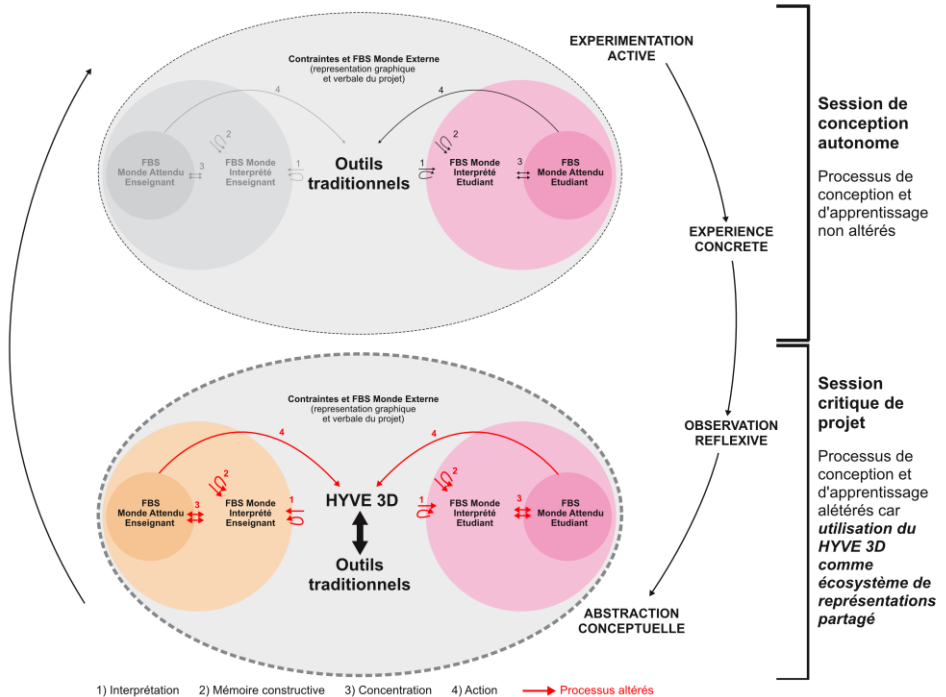 EXPERIMENTATION
ACTIVE
Contraintes et FBS Monde Externe
(representation graphique
et verbale du projet)
4
4
2
2
FBS
Monde Attendu
Enseignant
3
FBS Monde
Interprété
Enseignant
1
Outils
traditionnels
1
FBS Monde
Interprété
Etudiant
3
FBS
Monde Attendu
Etudiant
EXPERIENCE
CONCRETE
Session de
conception
autonome
Processus de
conception et
d'apprentissage
non altérés
Contraintes et FBS Monde Externe
(representation graphique
et verbale du projet)
4
4
2
2
FBS
Monde Attendu
Enseignant
3
FBS Monde
Interprété
Enseignant
1
HYVE 3D
Outils
traditionnels
1
FBS Monde
Interprété
Etudiant
3
FBS
Monde Attendu
Etudiant
OBSERVATION
REFLEXIVE
ABSTRACTION
CONCEPTUELLE
Session
critique de
projet
Processus de
conception et
d'apprentissage
alétérés car
utilisation du
HYVE 3D
comme
écosystème de
représentations
partagé
1) Interprétation 2) Mémoire constructive 3) Concentration 4) Action Processus altérés